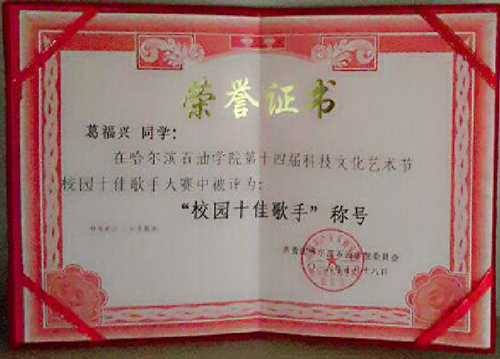 荣誉证书
葛福兴 同学:
在哈尔滨石油学院第十四届科技文化艺术节
校园十佳歌手大赛中被评为:
“校园十佳歌手”称号